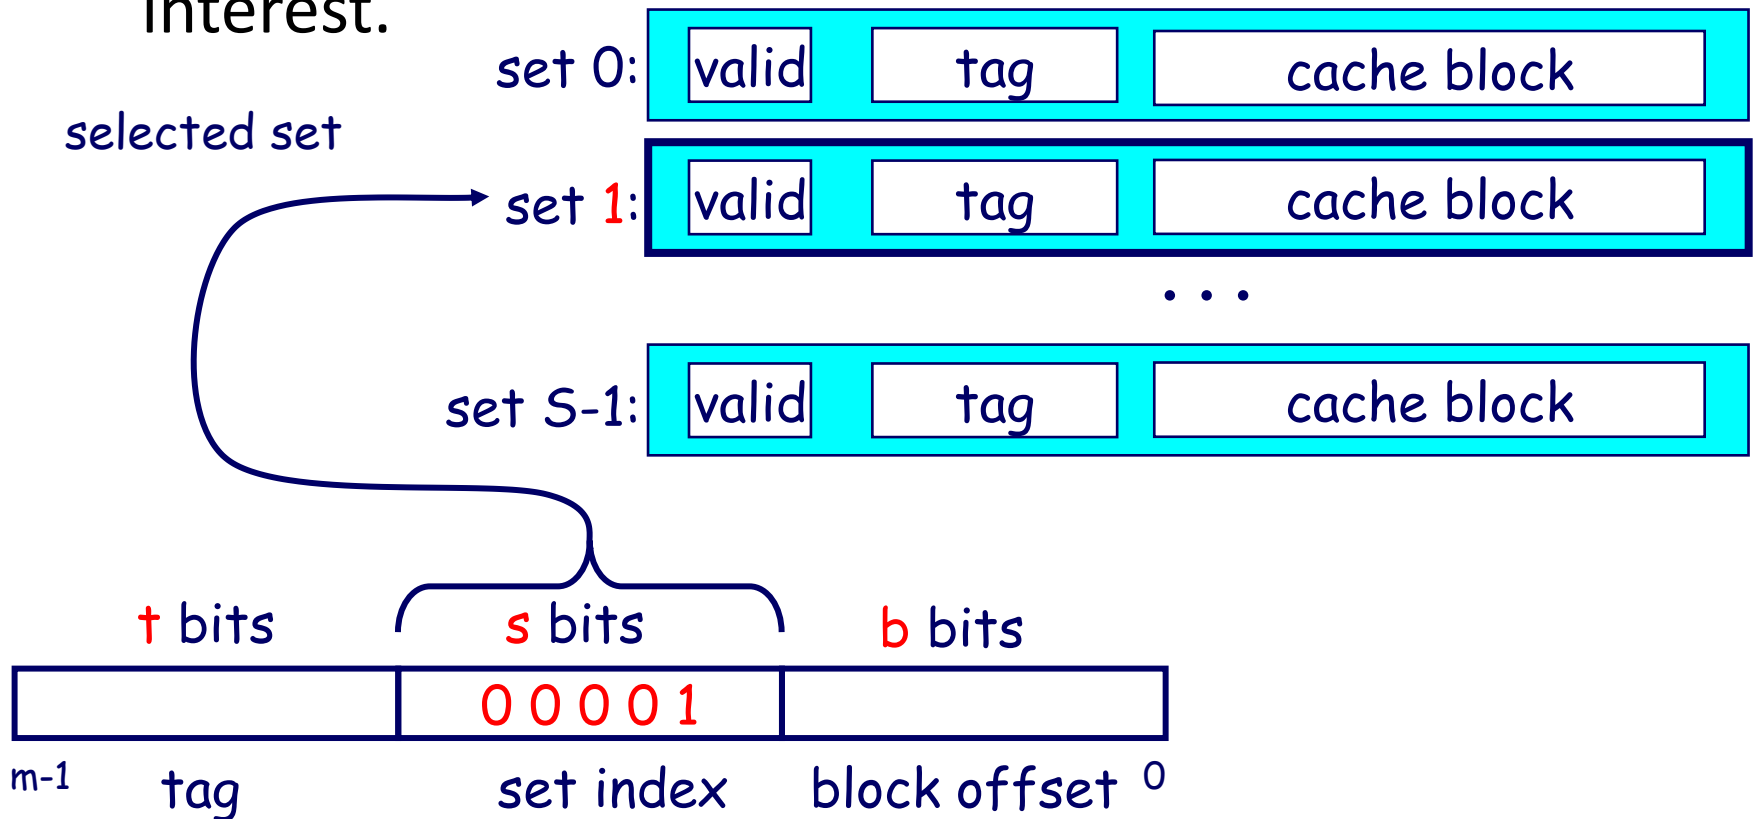 interest.
set 0: valid tag cache block
selected set
set 1: valid tag cache block
. . .
set S-1: valid tag cache block
t bits s bits b bits
0 0 0 0 1
m-1 tag set index block offset 0